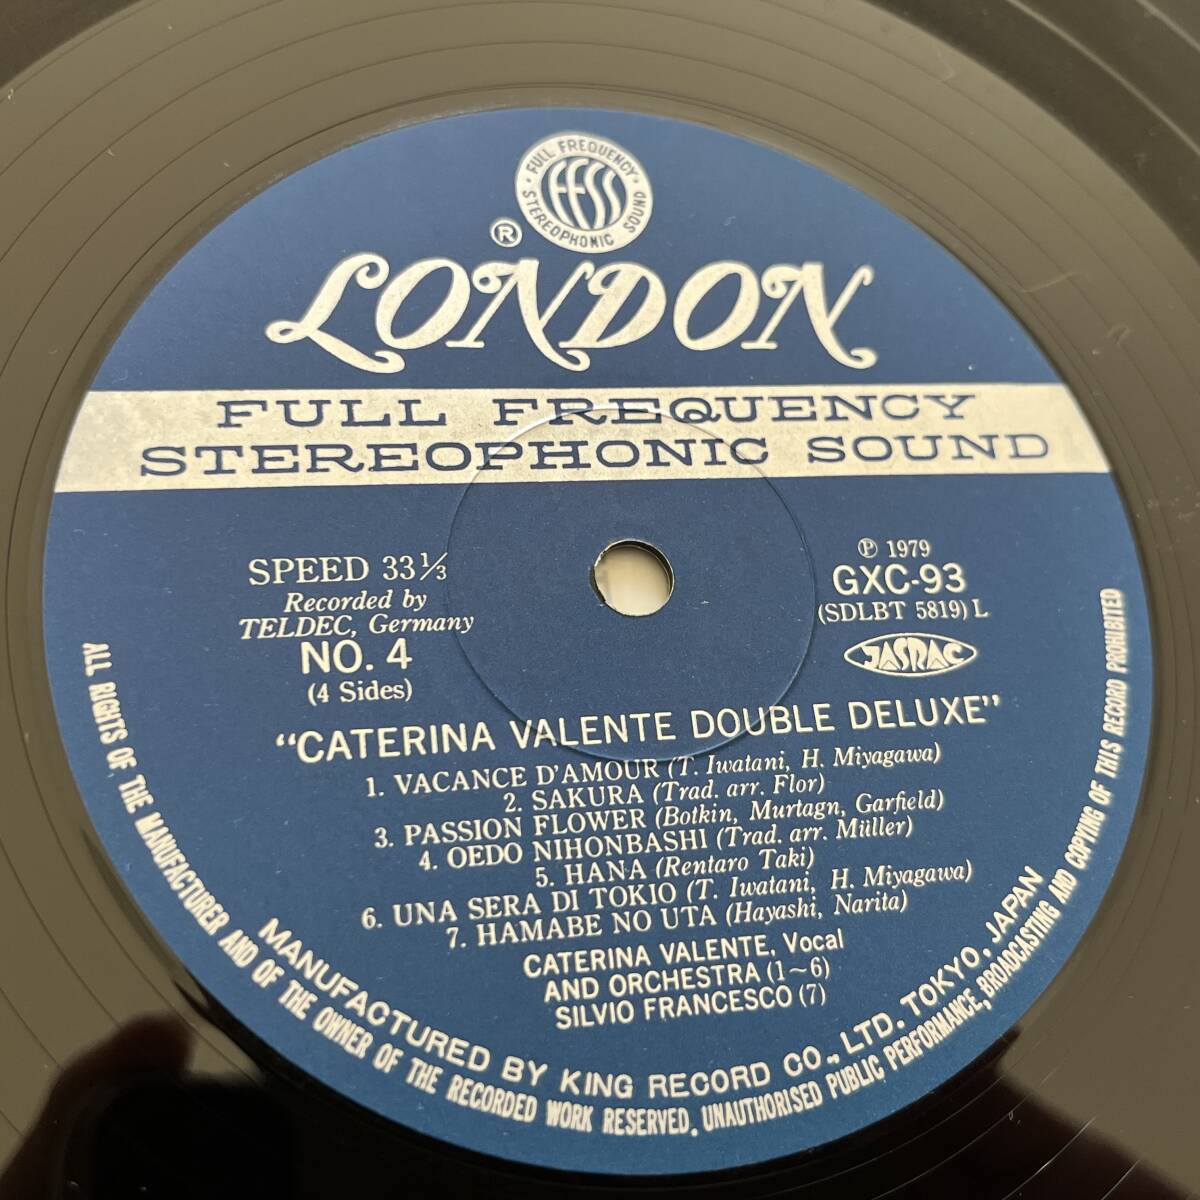 FULL FREQUENCY
STEREOPHONIC SOUND
FFSS
®
LONDON
FULL FREQUENCY
STEREOPHONIC SOUND
SPEED 33⅓
Recorded by
TELDEC, Germany
NO. 4
(4 Sides)
Ⓟ 1979
GXC-93
(SDLBT 5819) L
JASRAC
"CATERINA VALENTE DOUBLE DELUXE"
1. VACANCE D'AMOUR (T. Iwatani, H. Miyagawa)
2. SAKURA (Trad. arr. Flor)
3. PASSION FLOWER (Botkin, Murtagn, Garfield)
4. OEDO NIHONBASHI (Trad. arr. Müller)
5. HANA (Rentaro Taki)
6. UNA SERA DI TOKIO (T. Iwatani, H. Miyagawa)
7. HAMABE NO UTA (Hayashi, Narita)
CATERINA VALENTE, Vocal
AND ORCHESTRA (1~6)
SILVIO FRANCESCO (7)
MANUFACTURED BY KING RECORD CO., LTD. TOKYO, JAPAN
ALL RIGHTS OF THE MANUFACTURER AND OF THE OWNER OF THE RECORDED WORK RESERVED. UNAUTHORISED PUBLIC PERFORMANCE, BROADCASTING AND COPYING OF THIS RECORD PROHIBITED